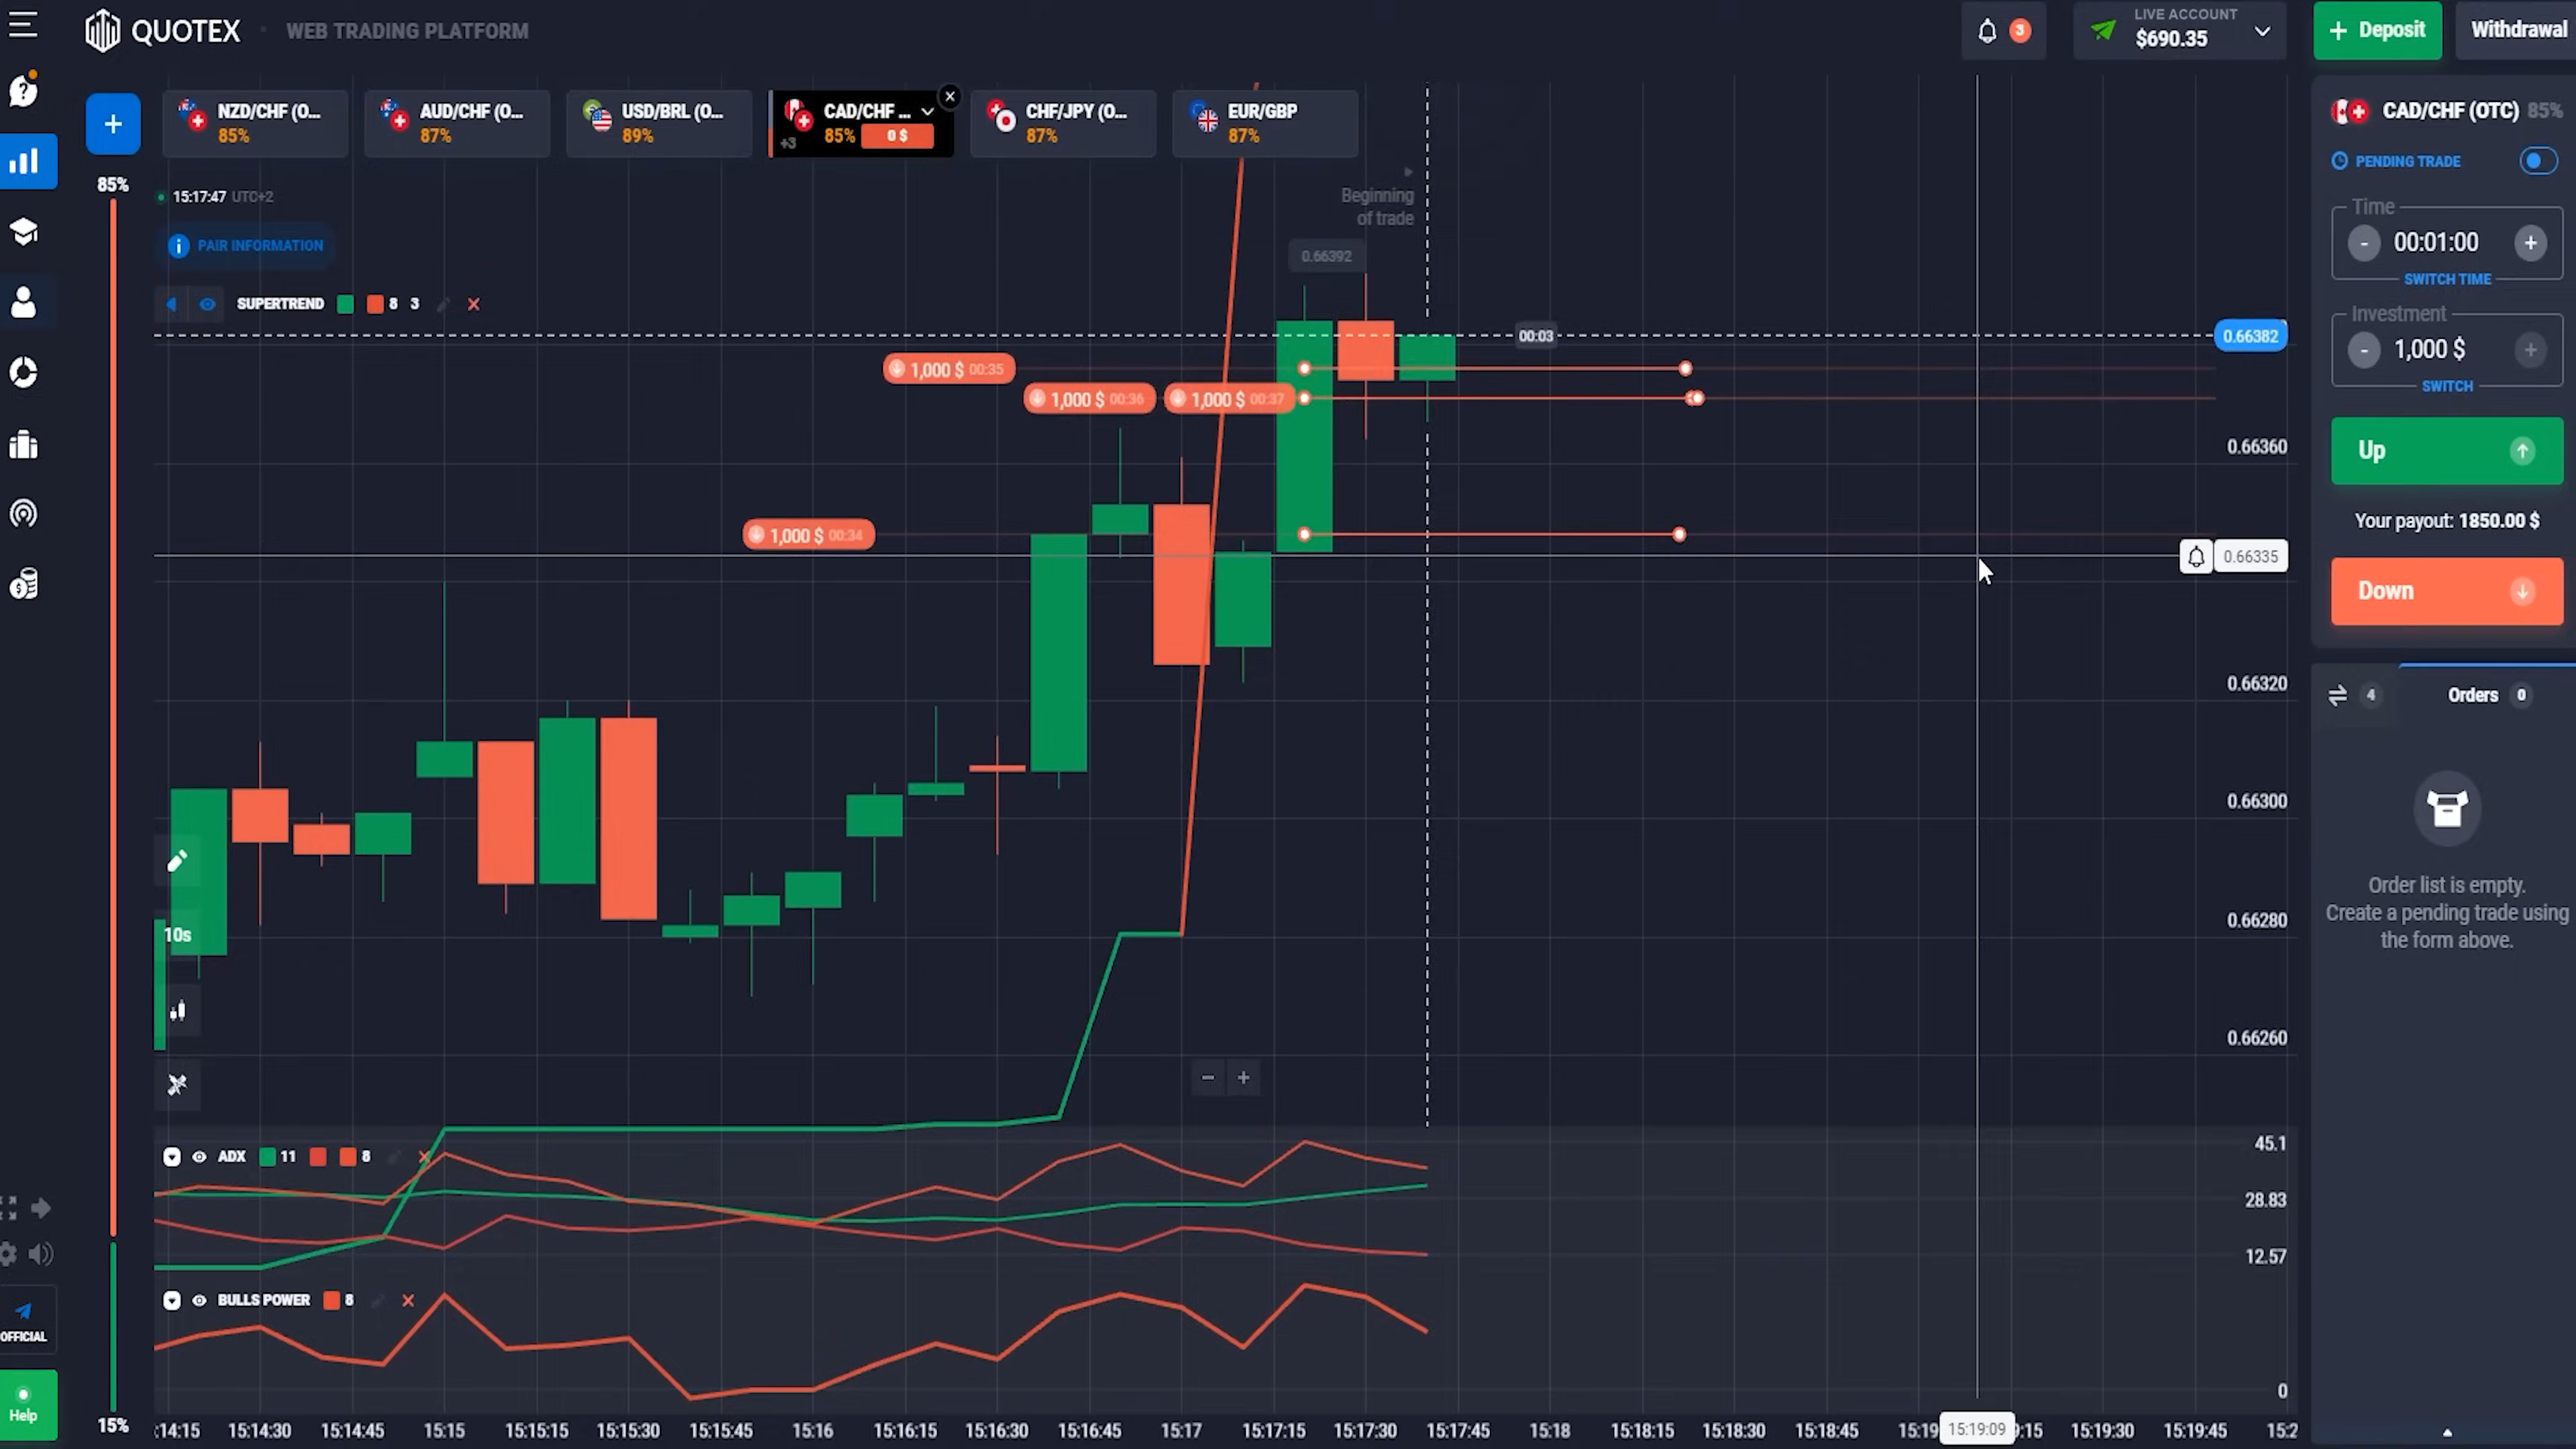 QUOTEX
WEB TRADING PLATFORM
3
LIVE ACCOUNT
$690.35
+ Deposit
Withdrawal
+
NZD/CHF (O...
85%
AUD/CHF (O...
87%
USD/BRL (O...
89%
CAD/CHF ...
+3
85%
0 $
CHF/JPY (O...
87%
EUR/GBP
87%
85%
15:17:47 UTC+2
PAIR INFORMATION
SUPERTREND 8 3
Beginning
of trade
0.66392
00:03
0.66382
1,000 $ 00:35
1,000 $ 00:36
1,000 $ 00:37
1,000 $ 00:34
0.66360
0.66335
0.66320
0.66300
0.66280
0.66260
10s
- +
ADX 11 8
45.1
28.83
12.57
BULLS POWER 8
0
15%
:14:15 15:14:30 15:14:45 15:15 15:15:15 15:15:30 15:15:45 15:16 15:16:15 15:16:30 15:16:45 15:17 15:17:15 15:17:30 15:17:45 15:18 15:18:15 15:18:30 15:18:45 15:19 15:19:09 :15 15:19:30 15:19:45 15:2
OFFICIAL
Help
CAD/CHF (OTC) 85%
PENDING TRADE
Time
- 00:01:00 +
SWITCH TIME
Investment
- 1,000 $ +
SWITCH
Up
Your payout: 1850.00 $
Down
4
Orders 0
Order list is empty.
Create a pending trade using
the form above.